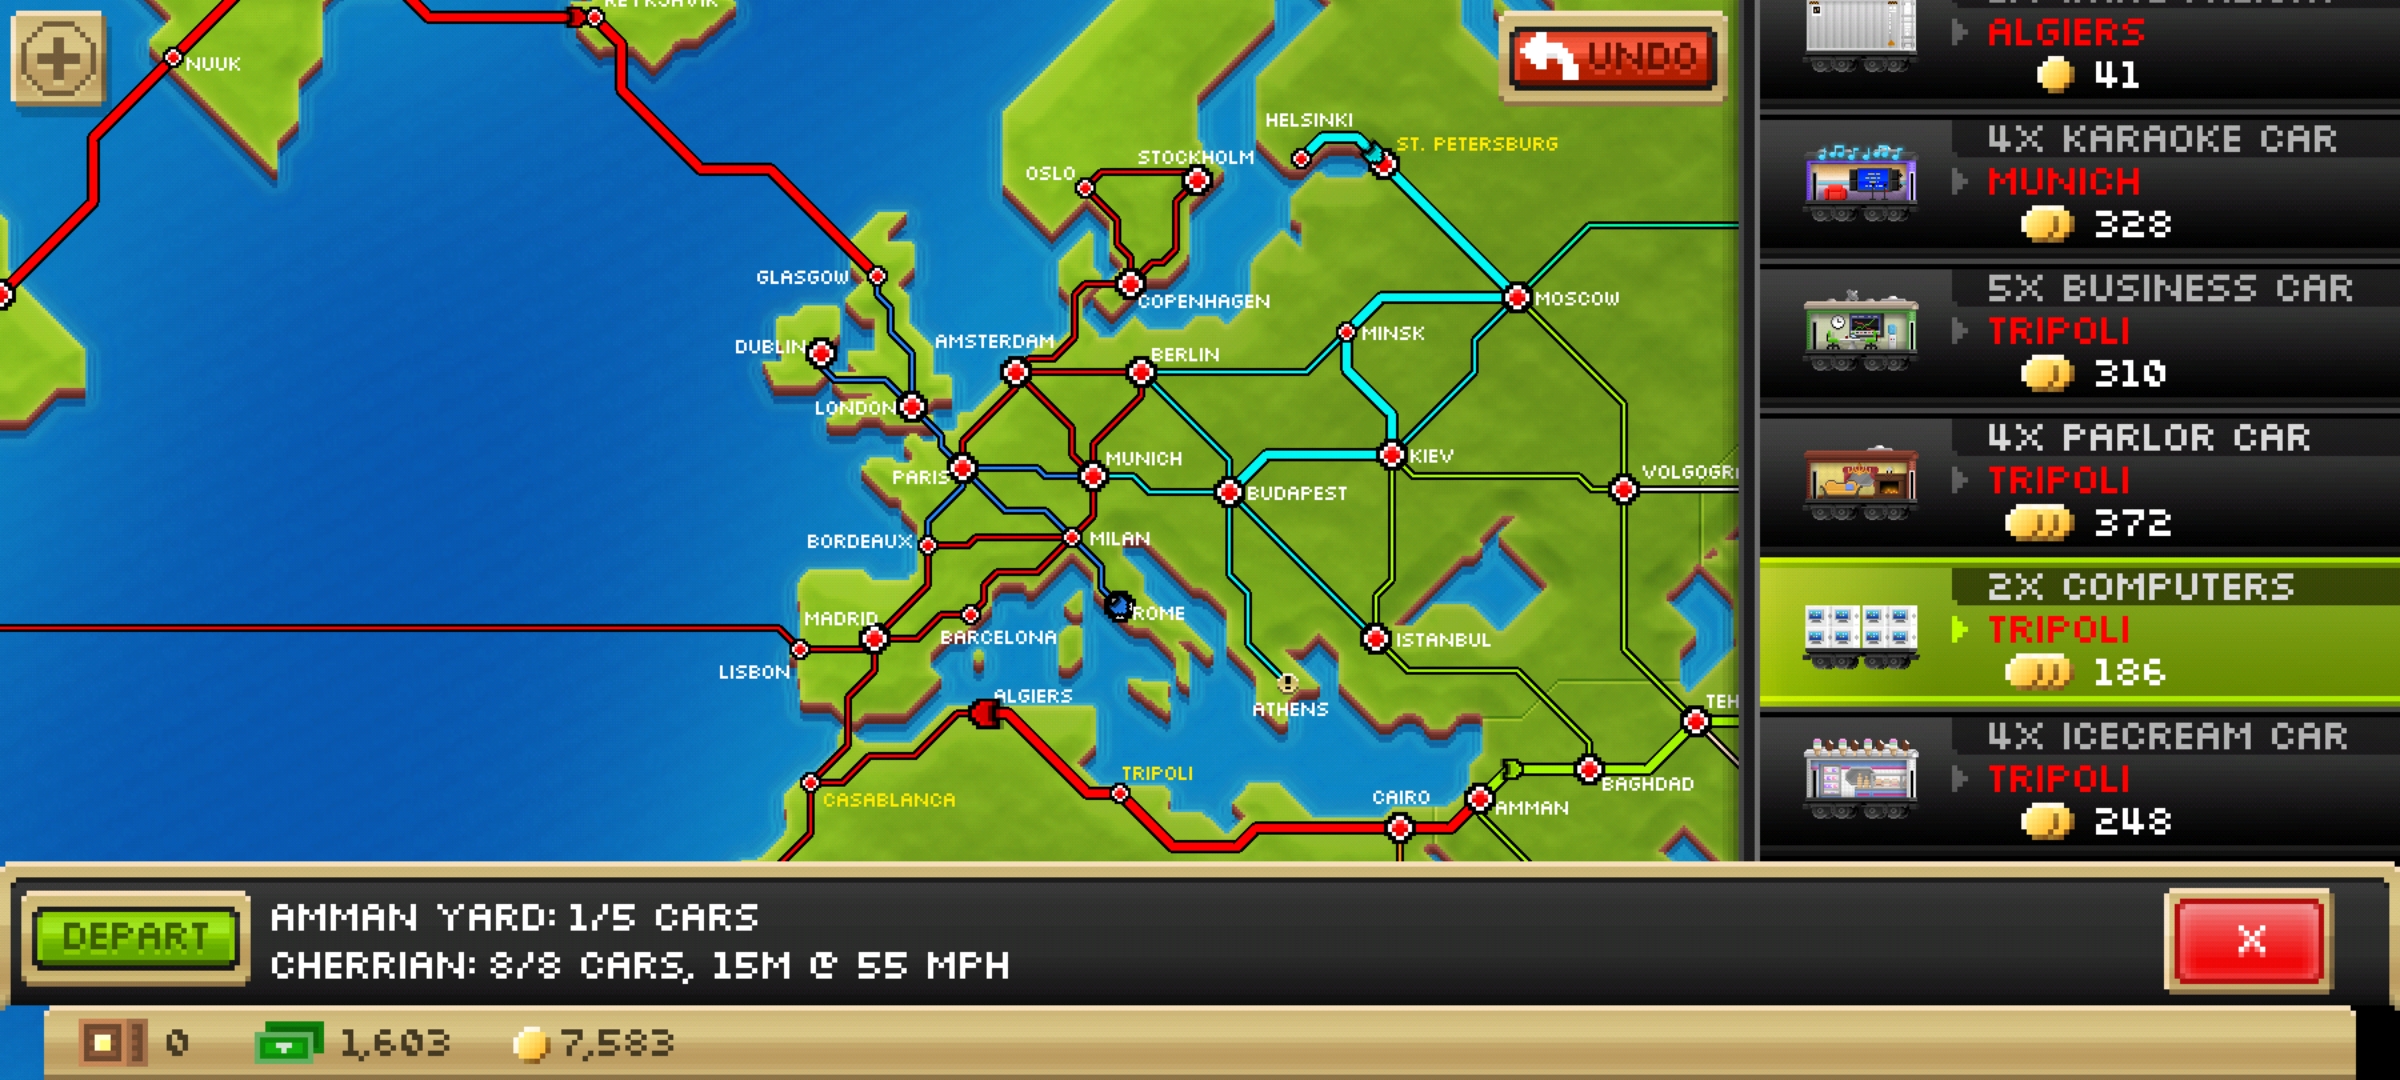 REYKJAVIK
NUUK
UNDO
HELSINKI
ST. PETERSBURG
STOCKHOLM
OSLO
GLASGOW
COPENHAGEN
MOSCOW
DUBLIN
AMSTERDAM
MINSK
BERLIN
LONDON
PARIS
MUNICH
KIEV
VOLGOGR
BUDAPEST
BORDEAUX
MILAN
MADRID
ROME
BARCELONA
ISTANBUL
LISBON
ALGIERS
ATHENS
TEH
TRIPOLI
CASABLANCA
CAIRO
BAGHDAD
AMMAN
ALGIERS
41
4X KARAOKE CAR
MUNICH
328
5X BUSINESS CAR
TRIPOLI
310
4X PARLOR CAR
TRIPOLI
372
2X COMPUTERS
TRIPOLI
186
4X ICECREAM CAR
TRIPOLI
248
DEPART
AMMAN YARD: 1/5 CARS
CHERRIAN: 8/8 CARS, 15M @ 55 MPH
X
0
1,603
7,583